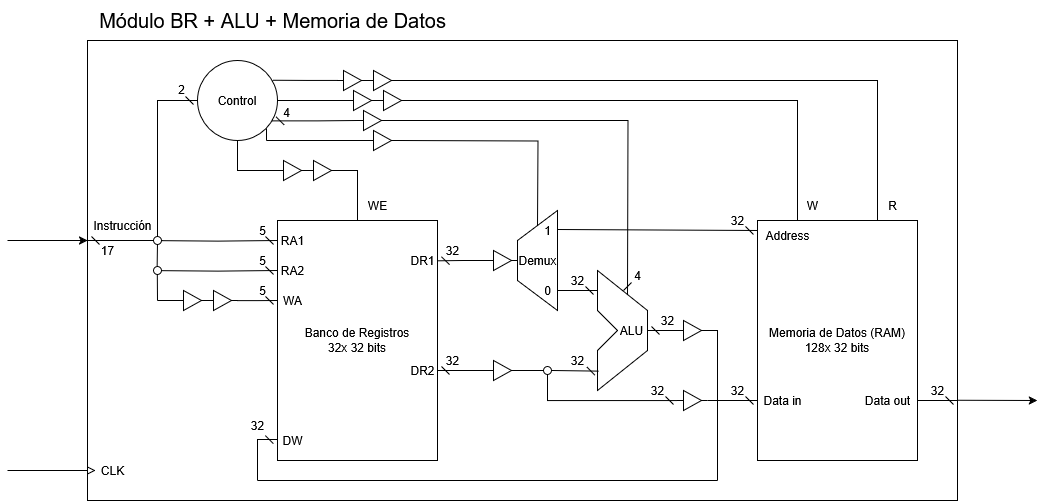 Módulo BR + ALU + Memoria de Datos
2
Control
4
WE
W
R
Instrucción
17
5
RA1
5
RA2
5
WA
DR1
32
Banco de Registros
32x 32 bits
DR2
32
32
DW
CLK
1
Demux
0
32
4
ALU
32
32
32
32
Address
Memoria de Datos (RAM)
128x 32 bits
32
Data in
Data out
32